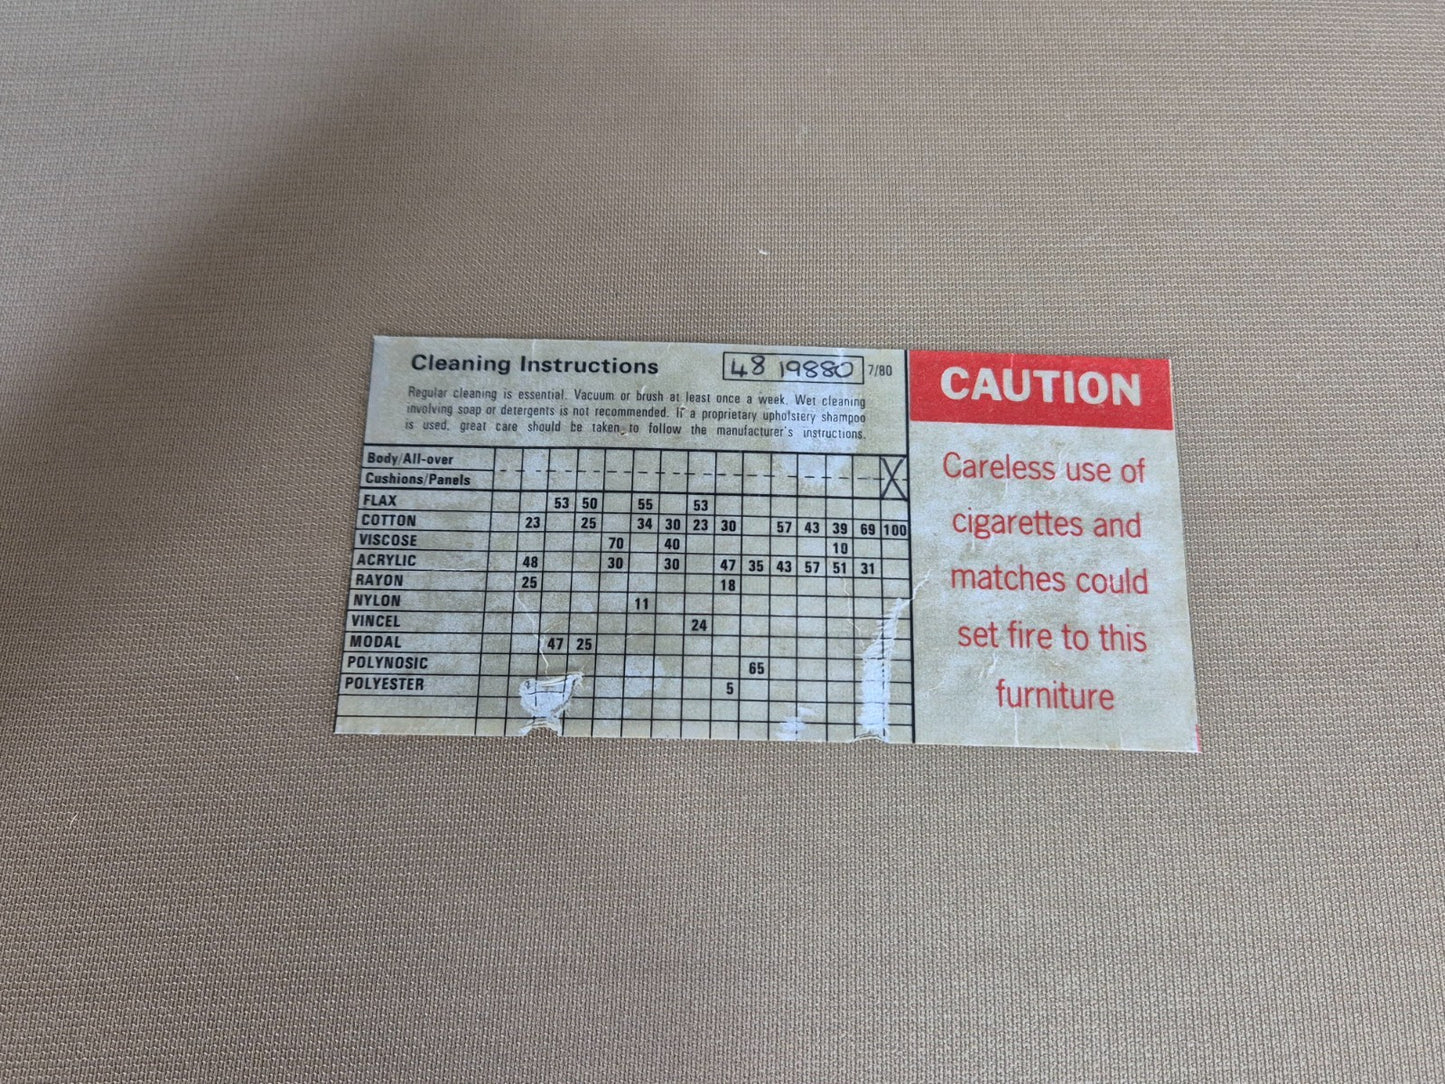 Cleaning Instructions
48 19880 7/80
Regular cleaning is essential. Vacuum or brush at least once a week. Wet cleaning
involving soap or detergents is not recommended. If a proprietary upholstery shampoo
is used, great care should be taken to follow the manufacturer's instructions.
Body/All-over
Cushions/Panels X
FLAX 53 50 55 53
COTTON 23 25 34 30 23 30 57 43 39 69 100
VISCOSE 70 40 10
ACRYLIC 48 30 30 47 35 43 57 51 31
RAYON 25 18
NYLON 11
VINCEL 24
MODAL 47 25
POLYNOSIC 65
POLYESTER 5
CAUTION
Careless use of
cigarettes and
matches could
set fire to this
furniture